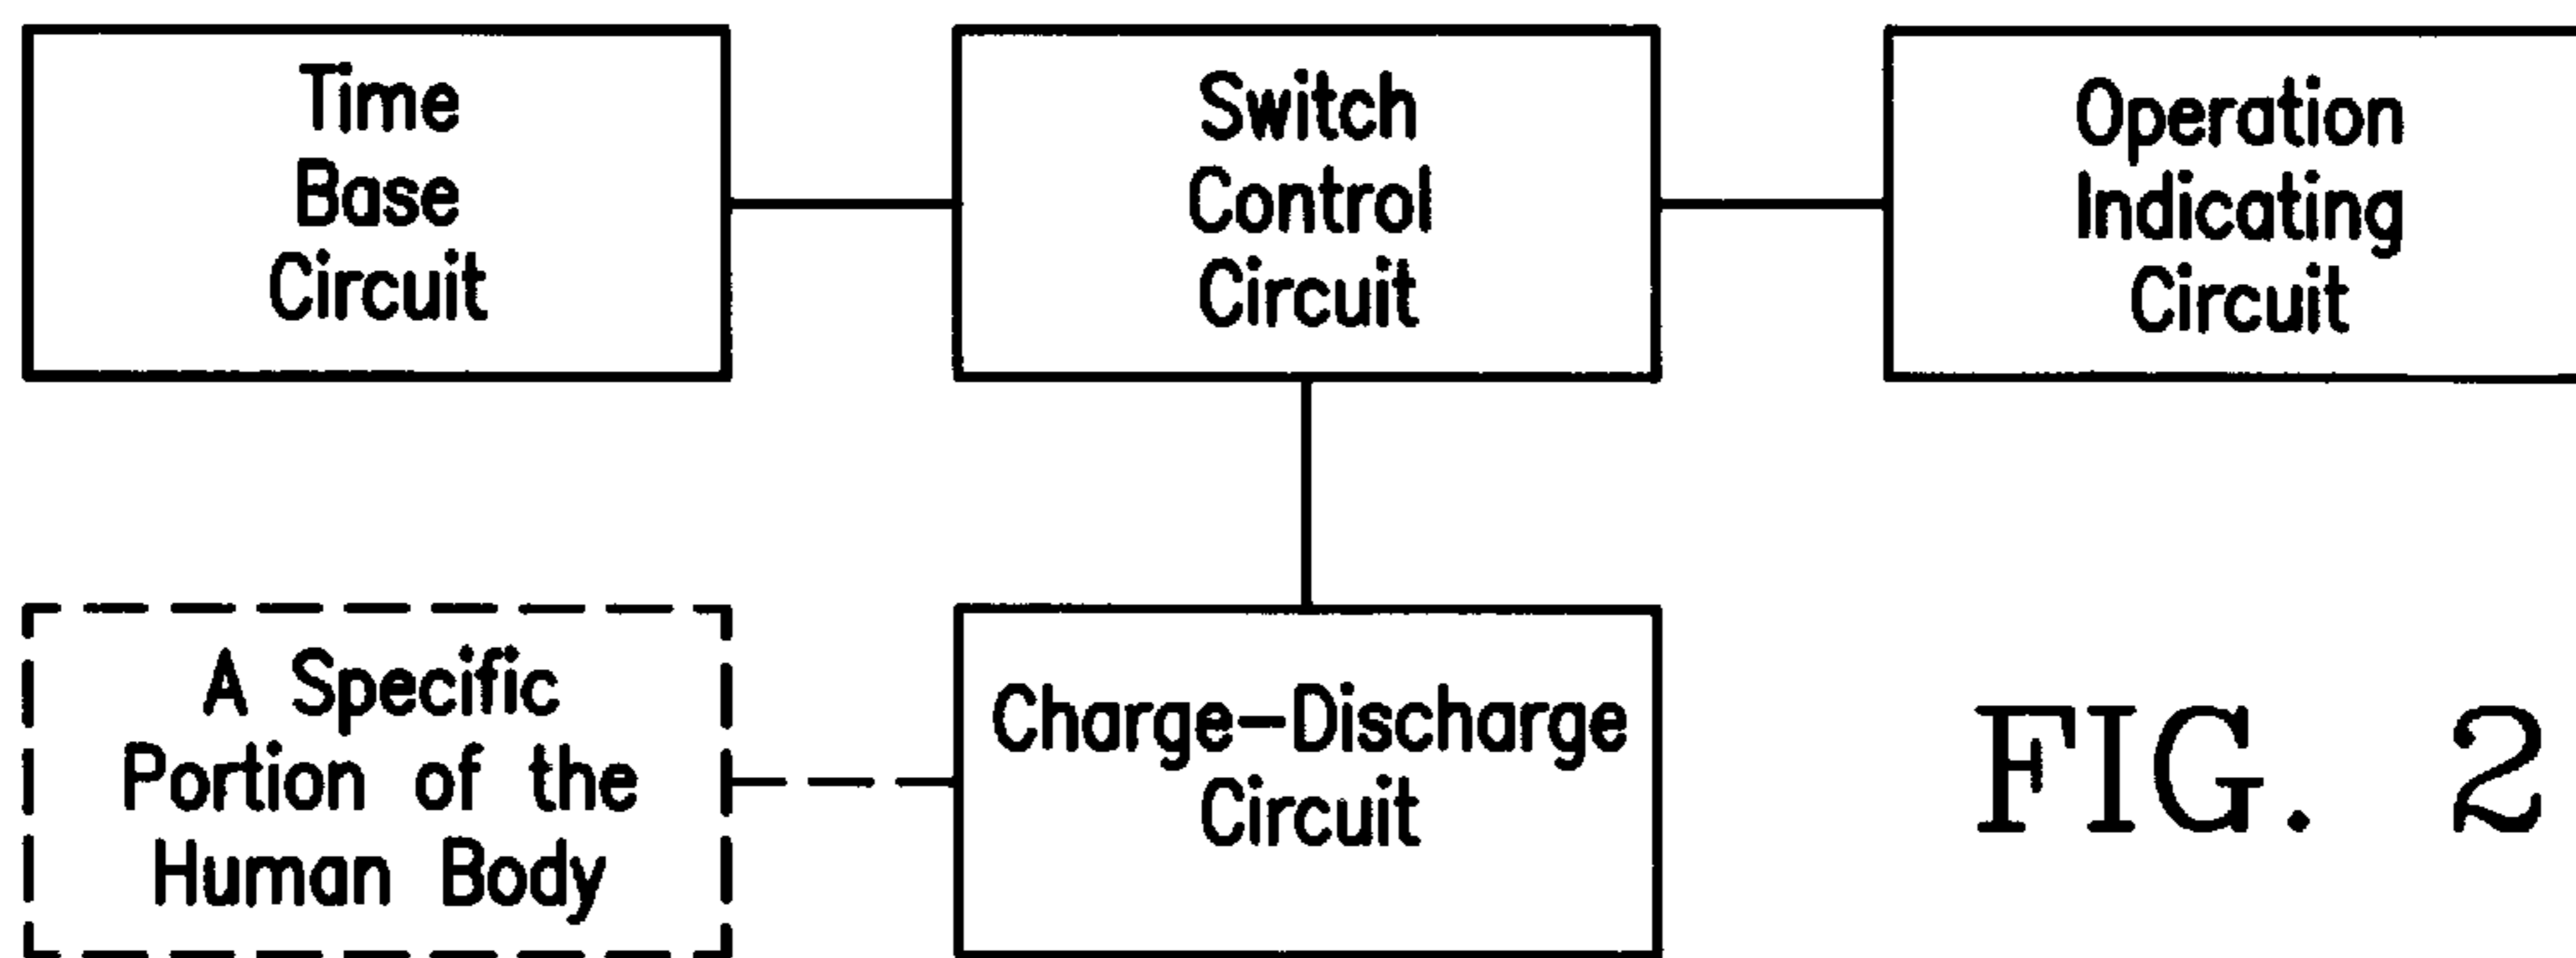 Time
Base
Circuit
Switch
Control
Circuit
Operation
Indicating
Circuit
A Specific
Portion of the
Human Body
Charge-Discharge
Circuit
FIG. 2